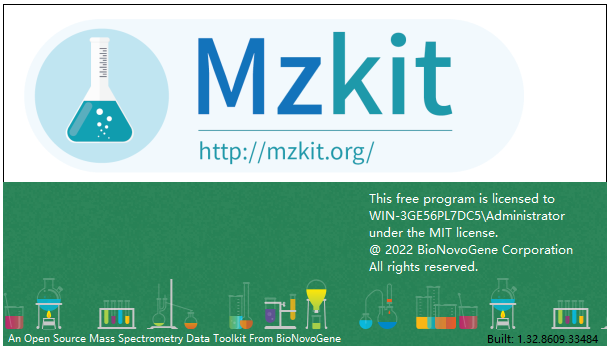 Mzkit
http://mzkit.org/
This free program is licensed to
WIN-3GE56PL7DC5\Administrator
under the MIT license.
@ 2022 BioNovoGene Corporation
All rights reserved.
An Open Source Mass Spectrometry Data Toolkit From BioNovoGene
Built: 1.32.8609.33484